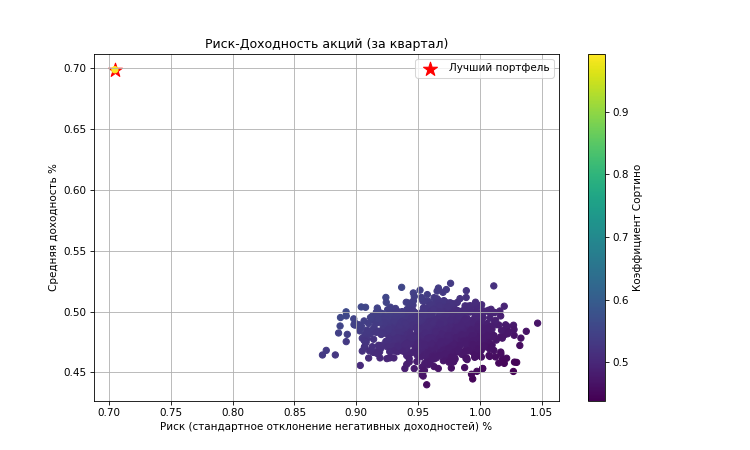 Риск-Доходность акций (за квартал)
Лучший портфель
Средняя доходность %
0.70
0.65
0.60
0.55
0.50
0.45
0.70 0.75 0.80 0.85 0.90 0.95 1.00 1.05
Риск (стандартное отклонение негативных доходностей) %
0.9
0.8
0.7
0.6
0.5
Коэффициент Сортино